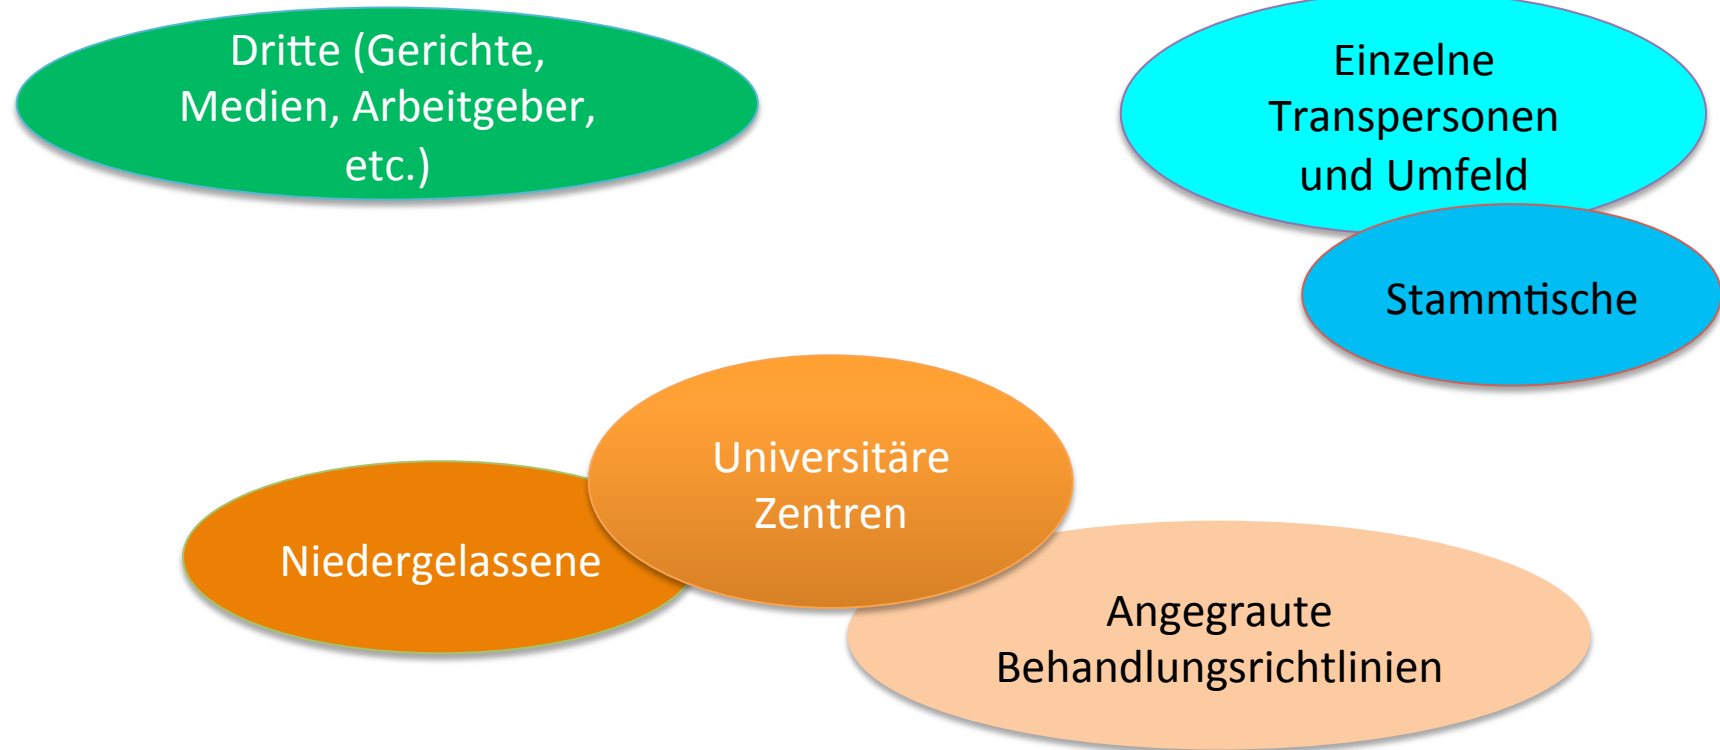 Dritte (Gerichte,
Medien, Arbeitgeber,
etc.)
Einzelne
Transpersonen
und Umfeld
Stammtische
Universitäre
Zentren
Niedergelassene
Angegraute
Behandlungsrichtlinien